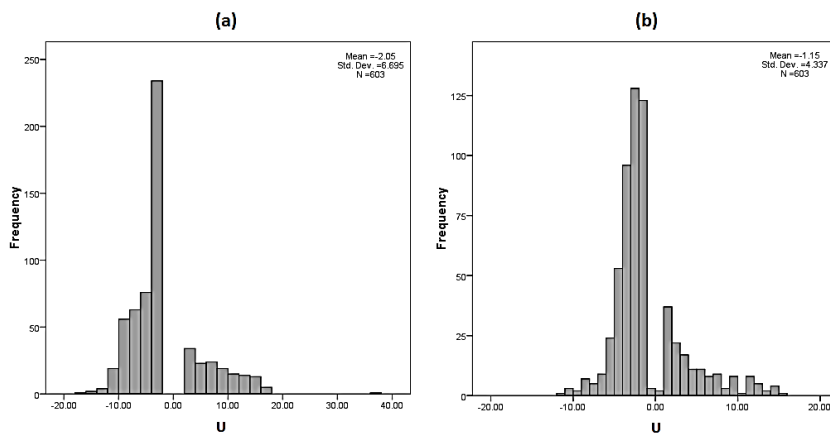 (a)
Mean =-2.05
Std. Dev. =6.695
N =603
Frequency
250
200
150
100
50
0
-20.00 -10.00 0.00 10.00 20.00 30.00 40.00
U
(b)
Mean =-1.15
Std. Dev. =4.337
N =603
Frequency
125
100
75
50
25
0
-20.00 -10.00 0.00 10.00 20.00
U